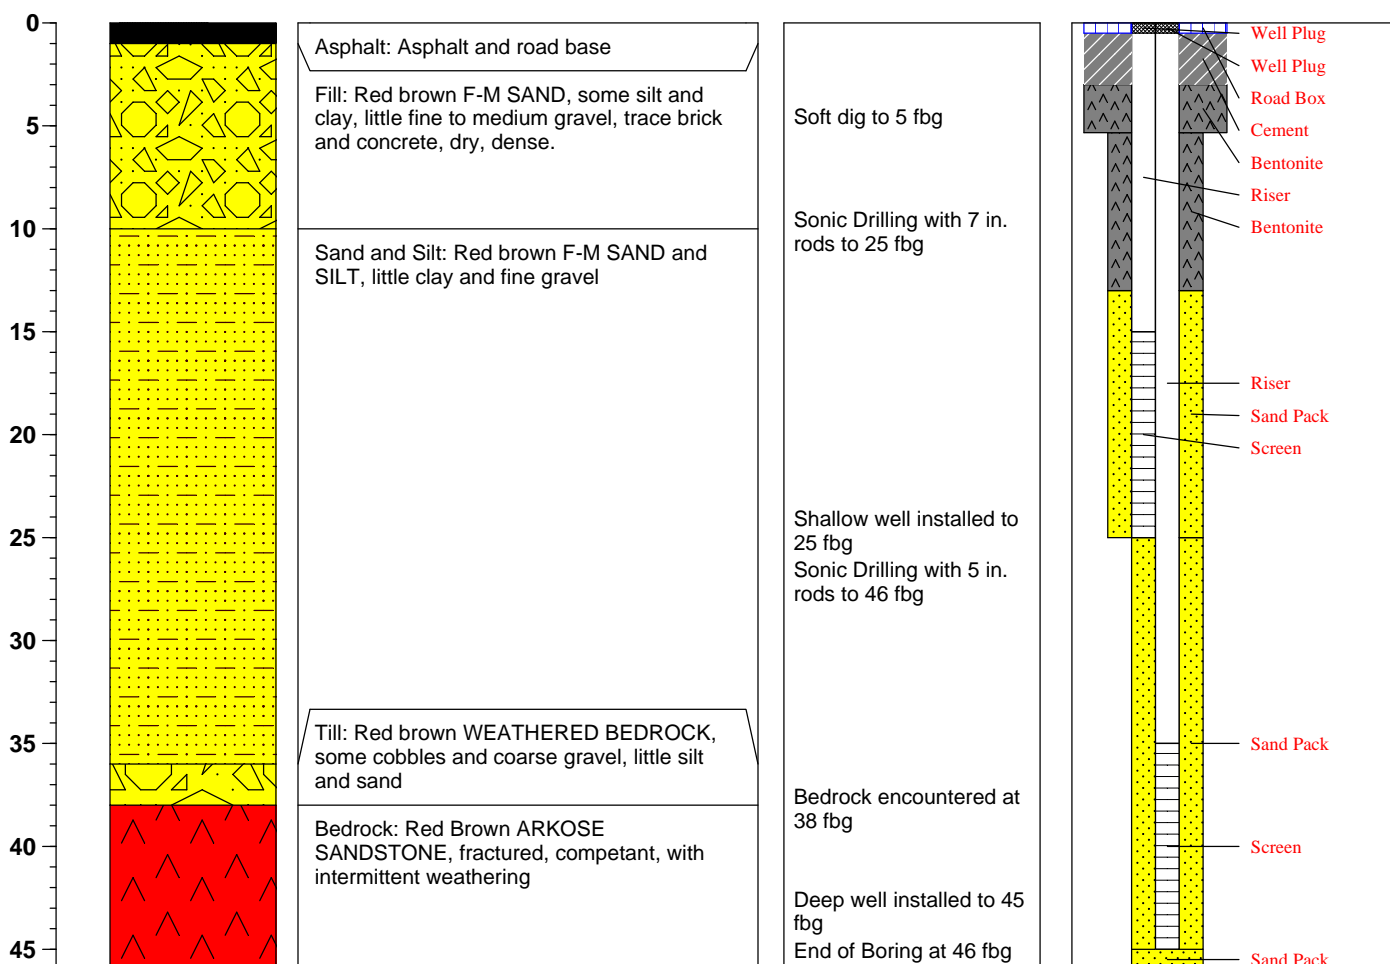 0
5
10
15
20
25
30
35
40
45
Asphalt: Asphalt and road base
Fill: Red brown F-M SAND, some silt and
clay, little fine to medium gravel, trace brick
and concrete, dry, dense.
Sand and Silt: Red brown F-M SAND and
SILT, little clay and fine gravel
Till: Red brown WEATHERED BEDROCK,
some cobbles and coarse gravel, little silt
and sand
Bedrock: Red Brown ARKOSE
SANDSTONE, fractured, competant, with
intermittent weathering
Soft dig to 5 fbg
Sonic Drilling with 7 in.
rods to 25 fbg
Shallow well installed to
25 fbg
Sonic Drilling with 5 in.
rods to 46 fbg
Bedrock encountered at
38 fbg
Deep well installed to 45
fbg
End of Boring at 46 fbg
Well Plug
Well Plug
Road Box
Cement
Bentonite
Riser
Bentonite
Riser
Sand Pack
Screen
Sand Pack
Screen
Sand Pack